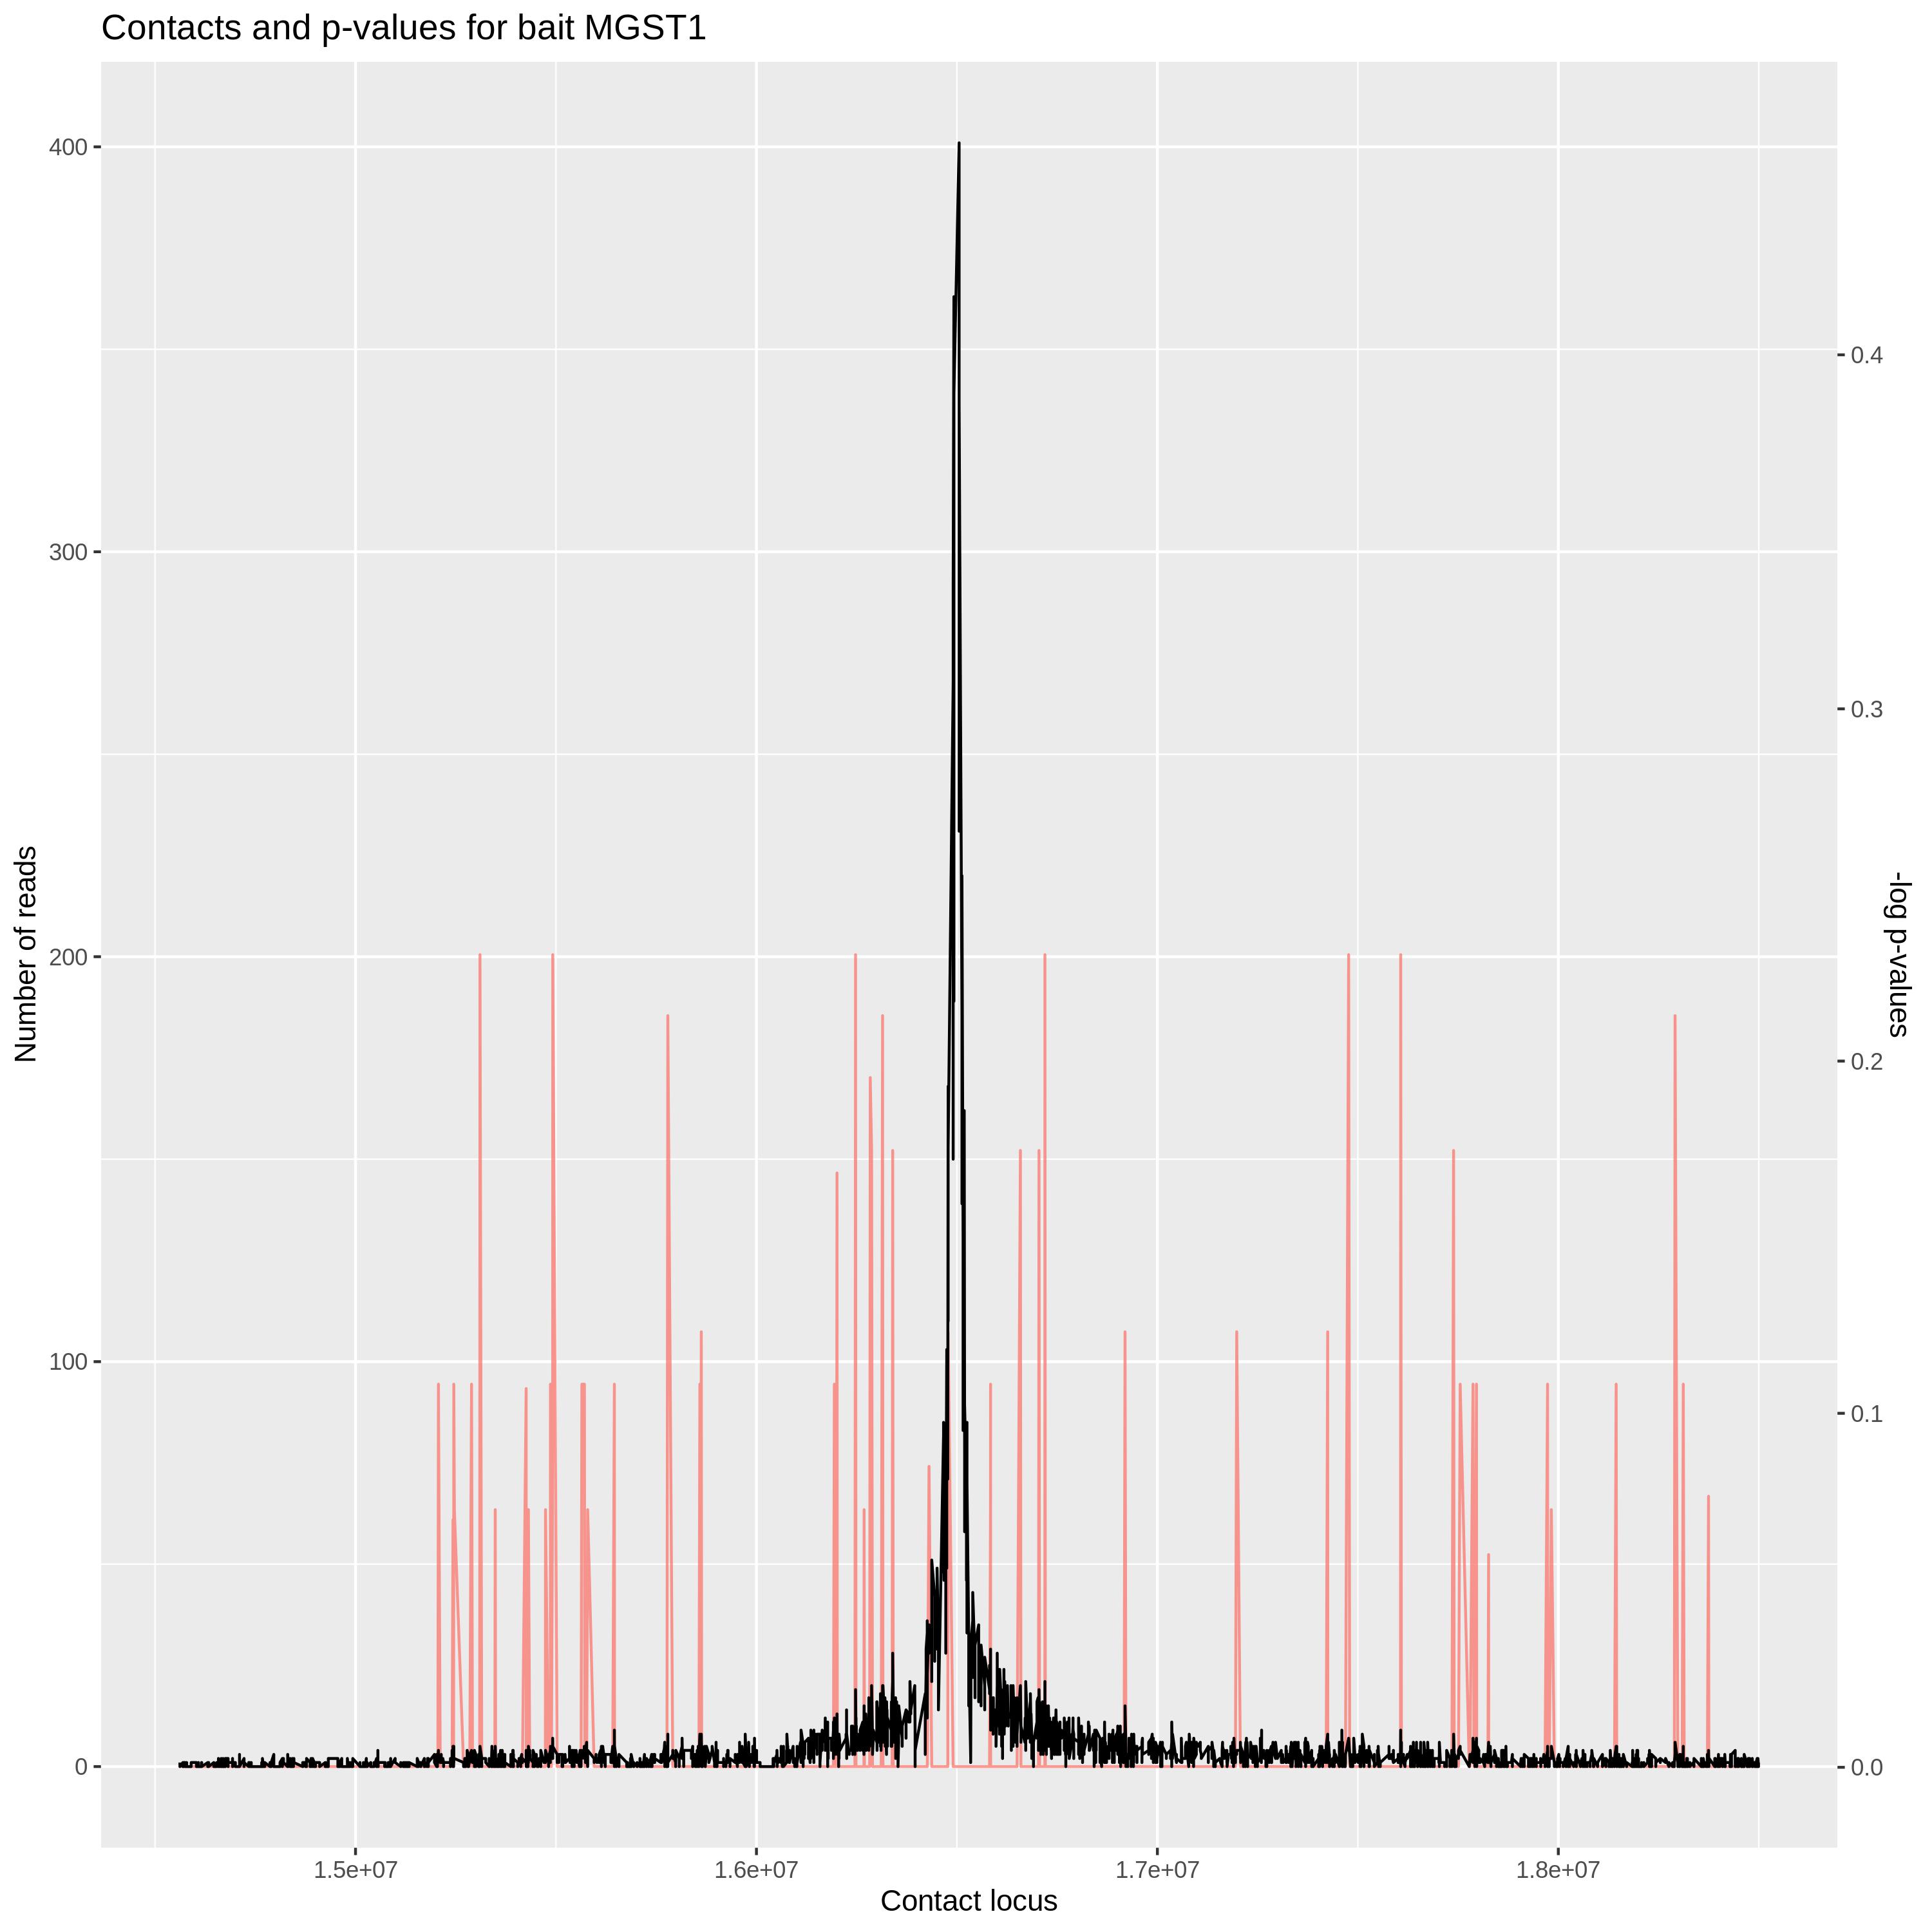 Contacts and p-values for bait MGST1
400
300
200
100
0
Number of reads
0.4
0.3
0.2
0.1
0.0
-log p-values
1.5e+07
1.6e+07
1.7e+07
1.8e+07
Contact locus